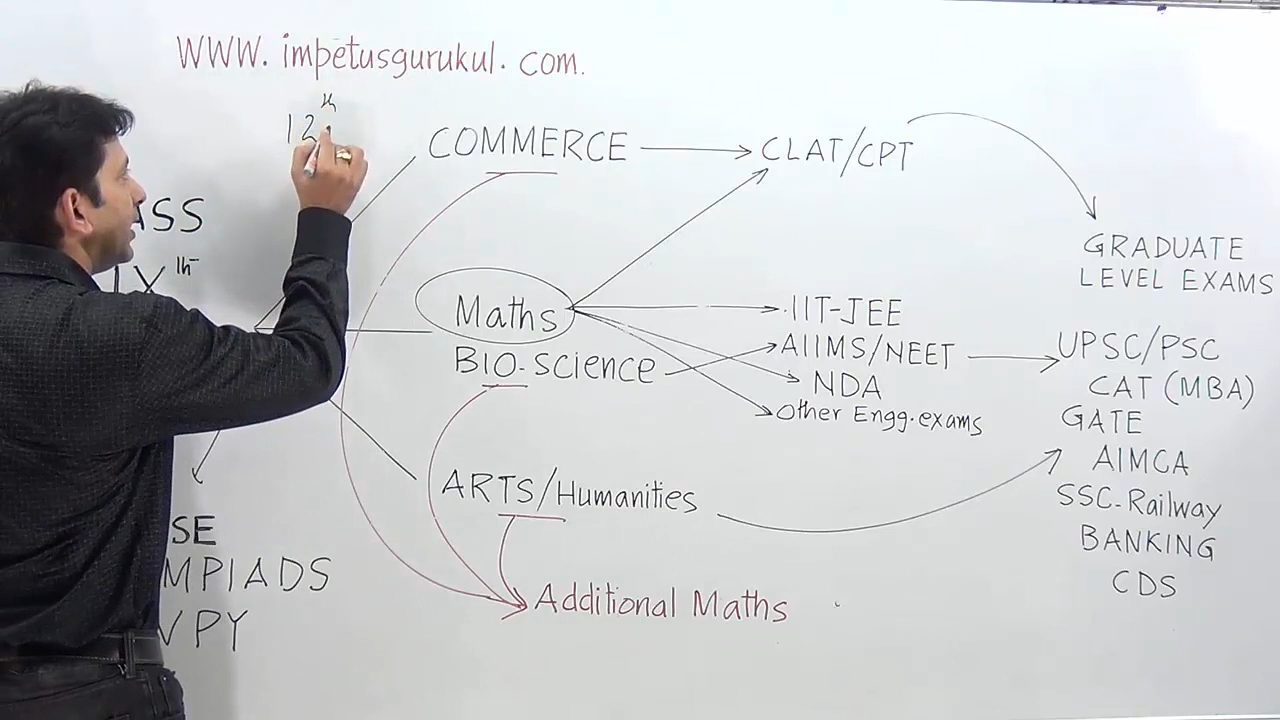 WWW. impetusgurukul. com.
12th
COMMERCE
CLAT/CPT
ASS
IX th
GRADUATE
LEVEL EXAMS
Maths
BIO-Science
IIT-JEE
AIIMS/NEET
NDA
Other Engg. exams
UPSC/PSC
CAT (MBA)
GATE
AIMCA
SSC-Railway
BANKING
CDS
ARTS/Humanities
SE
MPIADS
VPY
Additional Maths